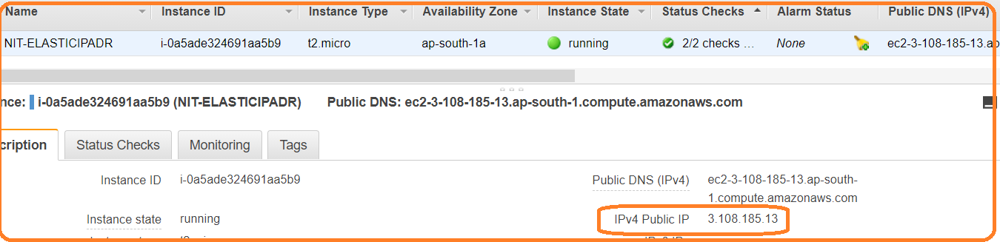 Name Instance ID Instance Type Availability Zone Instance State Status Checks Alarm Status Public DNS (IPv4)
NIT-ELASTICIPADR i-0a5ade324691aa5b9 t2.micro ap-south-1a running 2/2 checks ... None ec2-3-108-185-13.ap
nce: i-0a5ade324691aa5b9 (NIT-ELASTICIPADR) Public DNS: ec2-3-108-185-13.ap-south-1.compute.amazonaws.com
cription Status Checks Monitoring Tags
Instance ID i-0a5ade324691aa5b9 Public DNS (IPv4) ec2-3-108-185-13.ap-south-
1.compute.amazonaws.com
Instance state running IPv4 Public IP 3.108.185.13